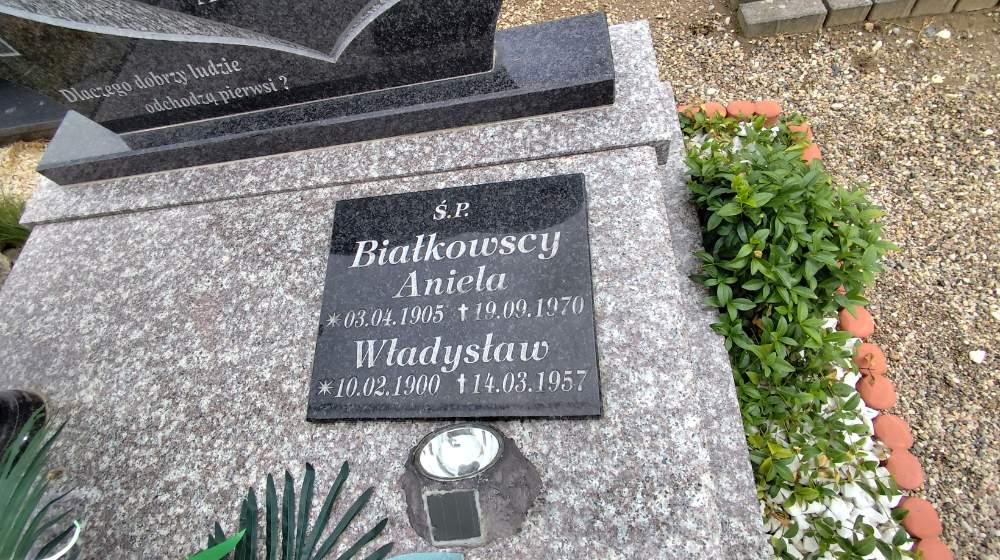 Dlaczego dobrzy ludzie
odchodzą pierwsi ?
Ś.P.
Białkowscy
Aniela
*03.04.1905 †19.09.1970
Władysław
*10.02.1900 †14.03.1957